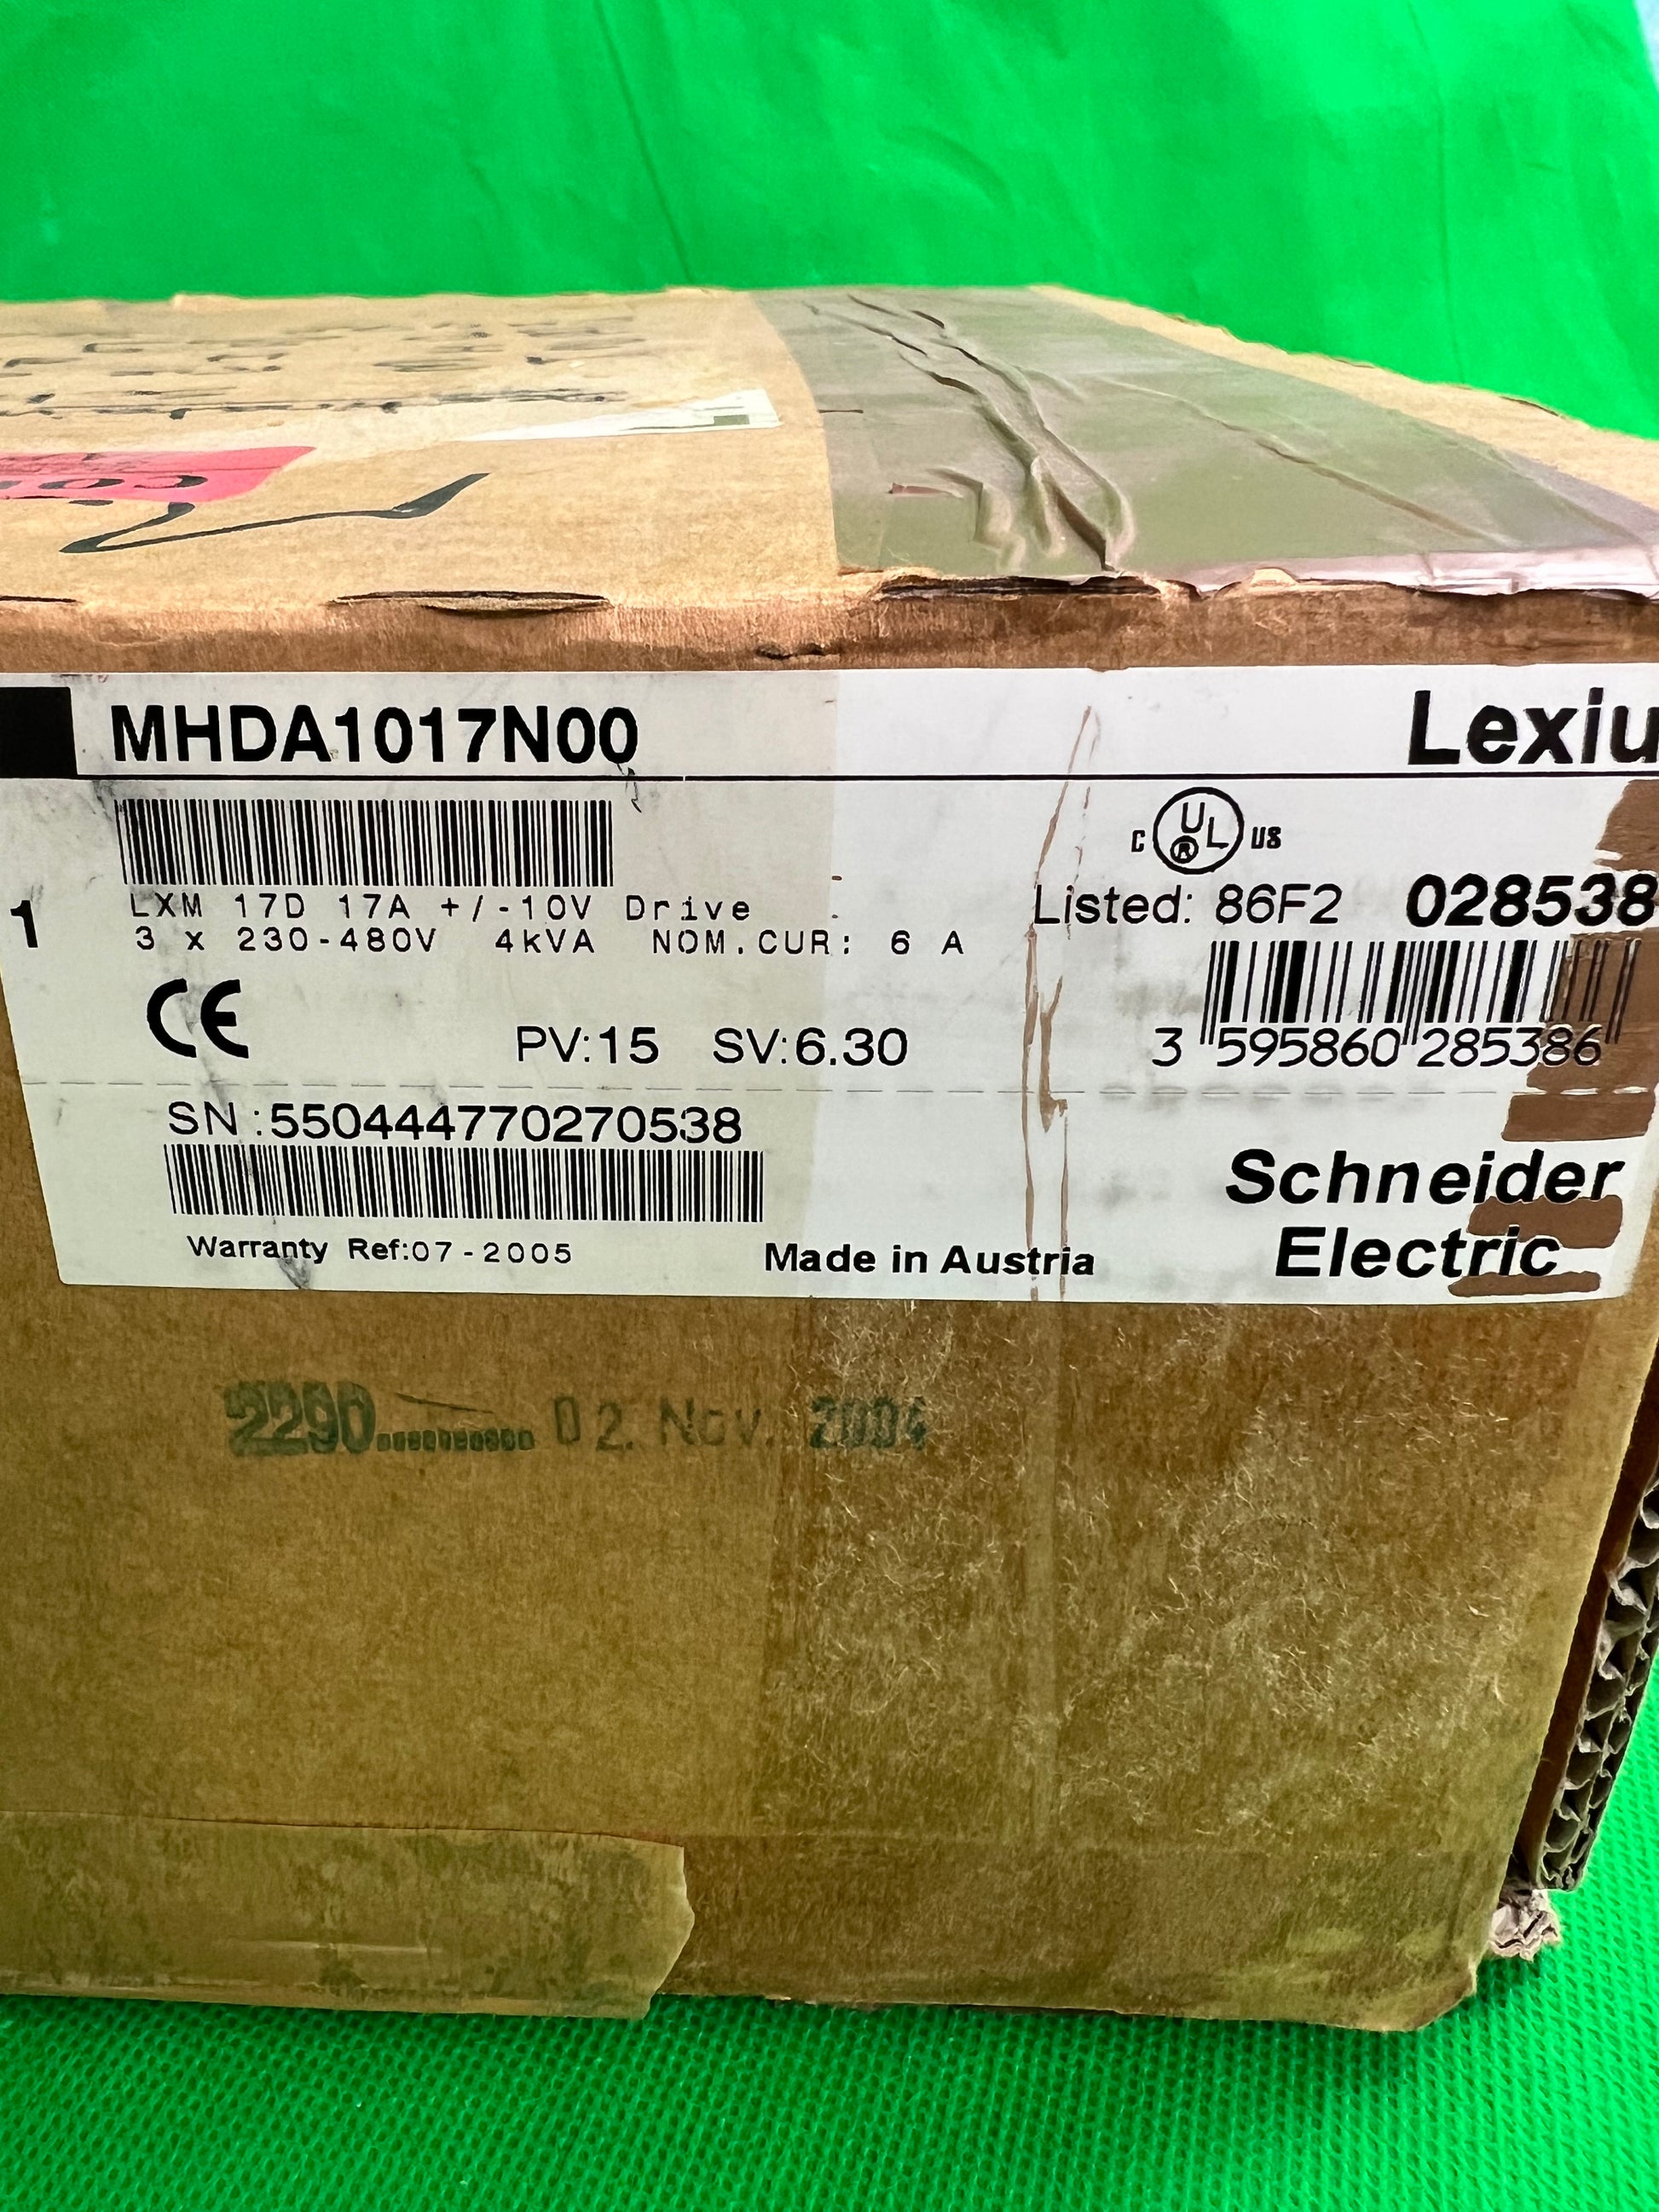 MHDA1017N00
Lexiu
C UL ® US
1
LXM 17D 17A +/-10V Drive
Listed: 86F2 028538
3 x 230-480V 4kVA NOM.CUR: 6 A
CE
PV:15 SV:6.30
3 595860 285386
SN:550444770270538
Schneider
Electric
Warranty Ref:07-2005
Made in Austria
2290........... 02. Nov. 2004